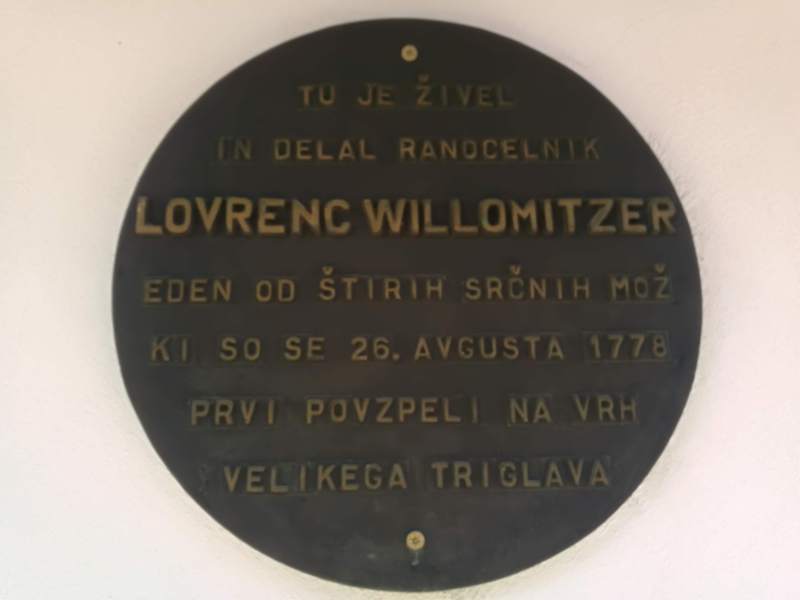 TU JE ŽIVEL
IN DELAL RANOCELNIK
LOVRENC WILLOMITZER
EDEN OD ŠTIRIH SRČNIH MOŽ
KI SO SE 26. AVGUSTA 1778
PRVI POVZPELI NA VRH
VELIKEGA TRIGLAVA